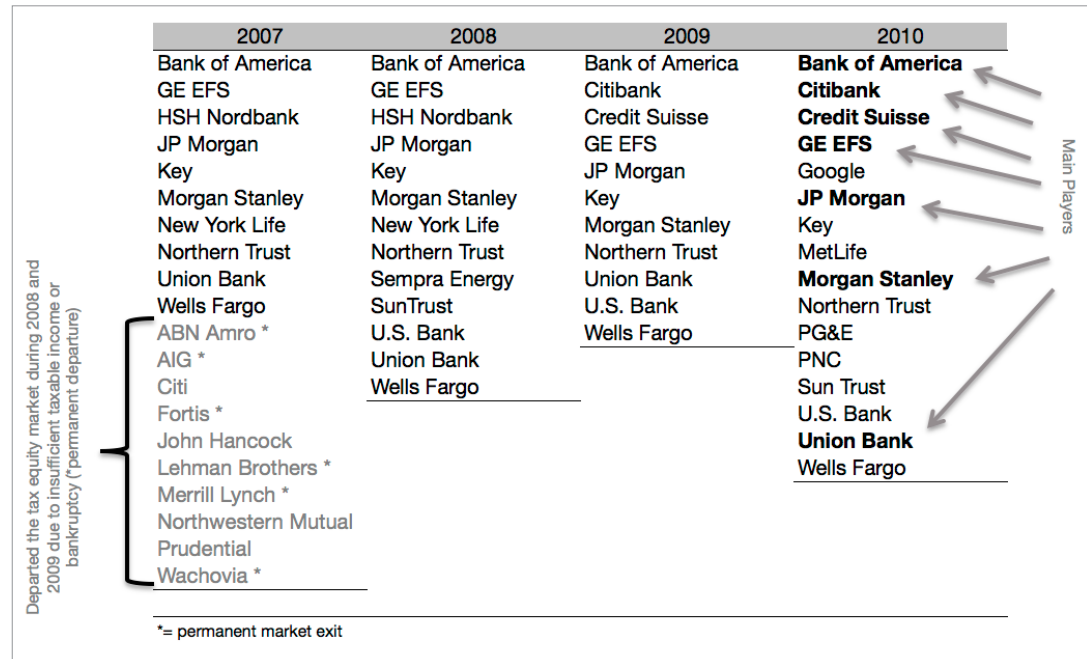 2007 2008 2009 2010
Bank of America Bank of America Bank of America Bank of America
GE EFS GE EFS Citibank Citibank
HSH Nordbank HSH Nordbank Credit Suisse Credit Suisse
JP Morgan JP Morgan GE EFS GE EFS
Key Key JP Morgan Google
Morgan Stanley Morgan Stanley Key JP Morgan
New York Life New York Life Morgan Stanley Key
Northern Trust Northern Trust Northern Trust MetLife
Union Bank Sempra Energy Union Bank Morgan Stanley
Wells Fargo SunTrust U.S. Bank Northern Trust
ABN Amro * U.S. Bank Wells Fargo PG&E
AIG * Union Bank PNC
Citi Wells Fargo Sun Trust
Fortis * U.S. Bank
John Hancock Union Bank
Lehman Brothers * Wells Fargo
Merrill Lynch *
Northwestern Mutual
Prudential
Wachovia *
*= permanent market exit
Departed the tax equity market during 2008 and
2009 due to insufficient taxable income or
bankruptcy (*permanent departure)
Main Players